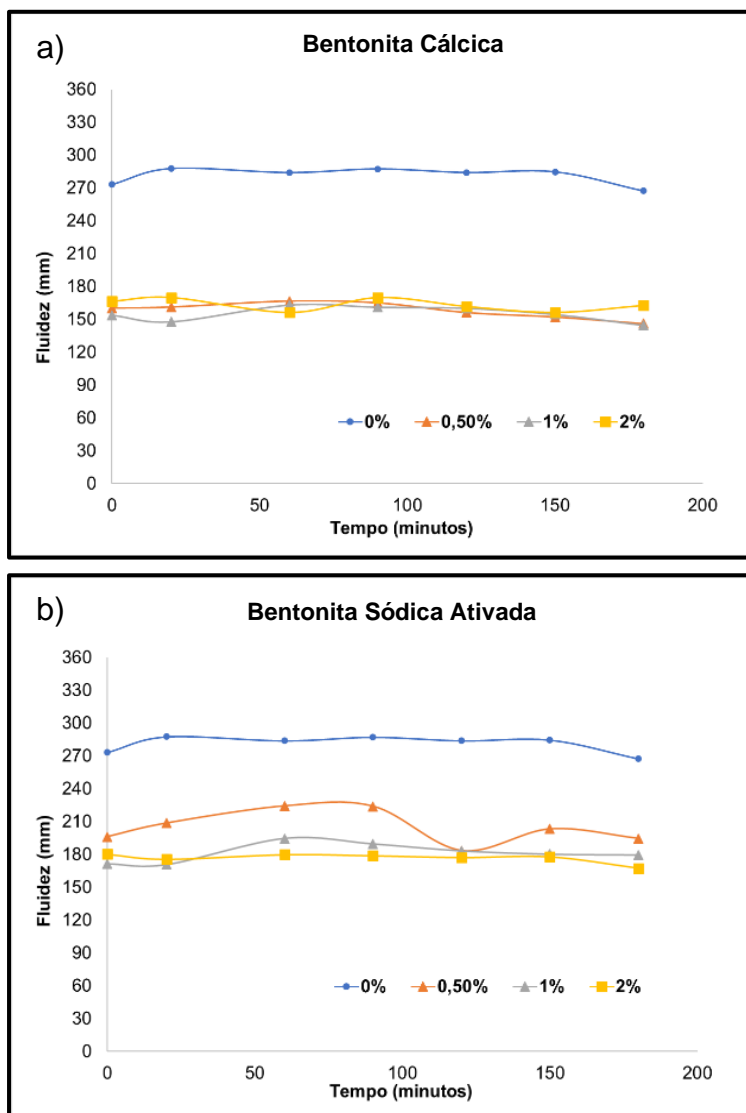 a)
Bentonita Cálcica
360
330
300
270
240
210
180
150
120
90
60
30
0
Fluidez (mm)
0% 0,50% 1% 2%
0 50 100 150 200
Tempo (minutos)
b)
Bentonita Sódica Ativada
360
330
300
270
240
210
180
150
120
90
60
30
0
Fluidez (mm)
0% 0,50% 1% 2%
0 50 100 150 200
Tempo (minutos)